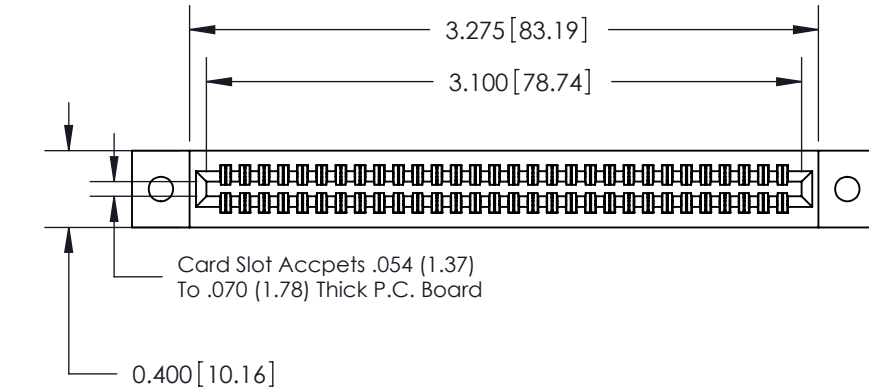 3.275[83.19]
3.100[78.74]
Card Slot Accpets .054 (1.37)
To .070 (1.78) Thick P.C. Board
0.400[10.16]